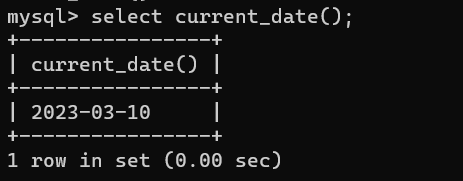 mysql> select current_date();
+----------------+
| current_date() |
+----------------+
| 2023-03-10     |
+----------------+
1 row in set (0.00 sec)